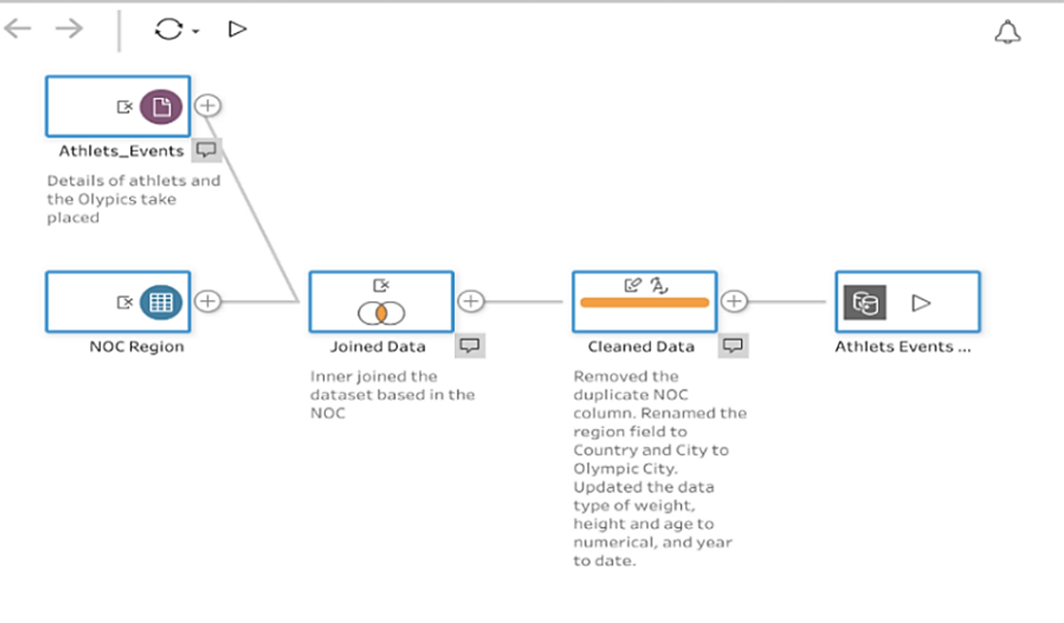 Athlets_Events
Details of athlets and
the Olypics take
placed
NOC Region
Joined Data
Inner joined the
dataset based in the
NOC
Cleaned Data
Removed the
duplicate NOC
column. Renamed the
region field to
Country and City to
Olympic City.
Updated the data
type of weight,
height and age to
numerical, and year
to date.
Athlets Events ...